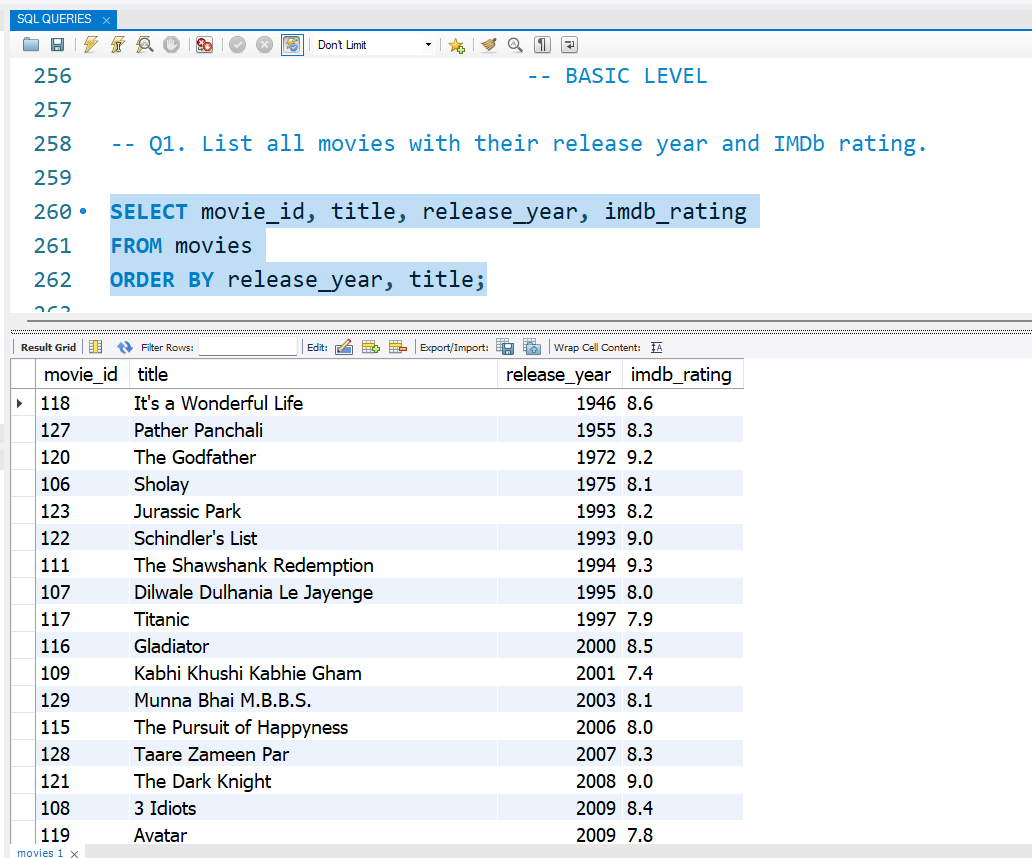 SQL QUERIES ×
Don't Limit
256 -- BASIC LEVEL
257
258 -- Q1. List all movies with their release year and IMDb rating.
259
260 SELECT movie_id, title, release_year, imdb_rating
261 FROM movies
262 ORDER BY release_year, title;
Result Grid Filter Rows: Edit: Export/Import: Wrap Cell Content:
movie_id title release_year imdb_rating
118 It's a Wonderful Life 1946 8.6
127 Pather Panchali 1955 8.3
120 The Godfather 1972 9.2
106 Sholay 1975 8.1
123 Jurassic Park 1993 8.2
122 Schindler's List 1993 9.0
111 The Shawshank Redemption 1994 9.3
107 Dilwale Dulhania Le Jayenge 1995 8.0
117 Titanic 1997 7.9
116 Gladiator 2000 8.5
109 Kabhi Khushi Kabhie Gham 2001 7.4
129 Munna Bhai M.B.B.S. 2003 8.1
115 The Pursuit of Happyness 2006 8.0
128 Taare Zameen Par 2007 8.3
121 The Dark Knight 2008 9.0
108 3 Idiots 2009 8.4
119 Avatar 2009 7.8
movies 1 ×